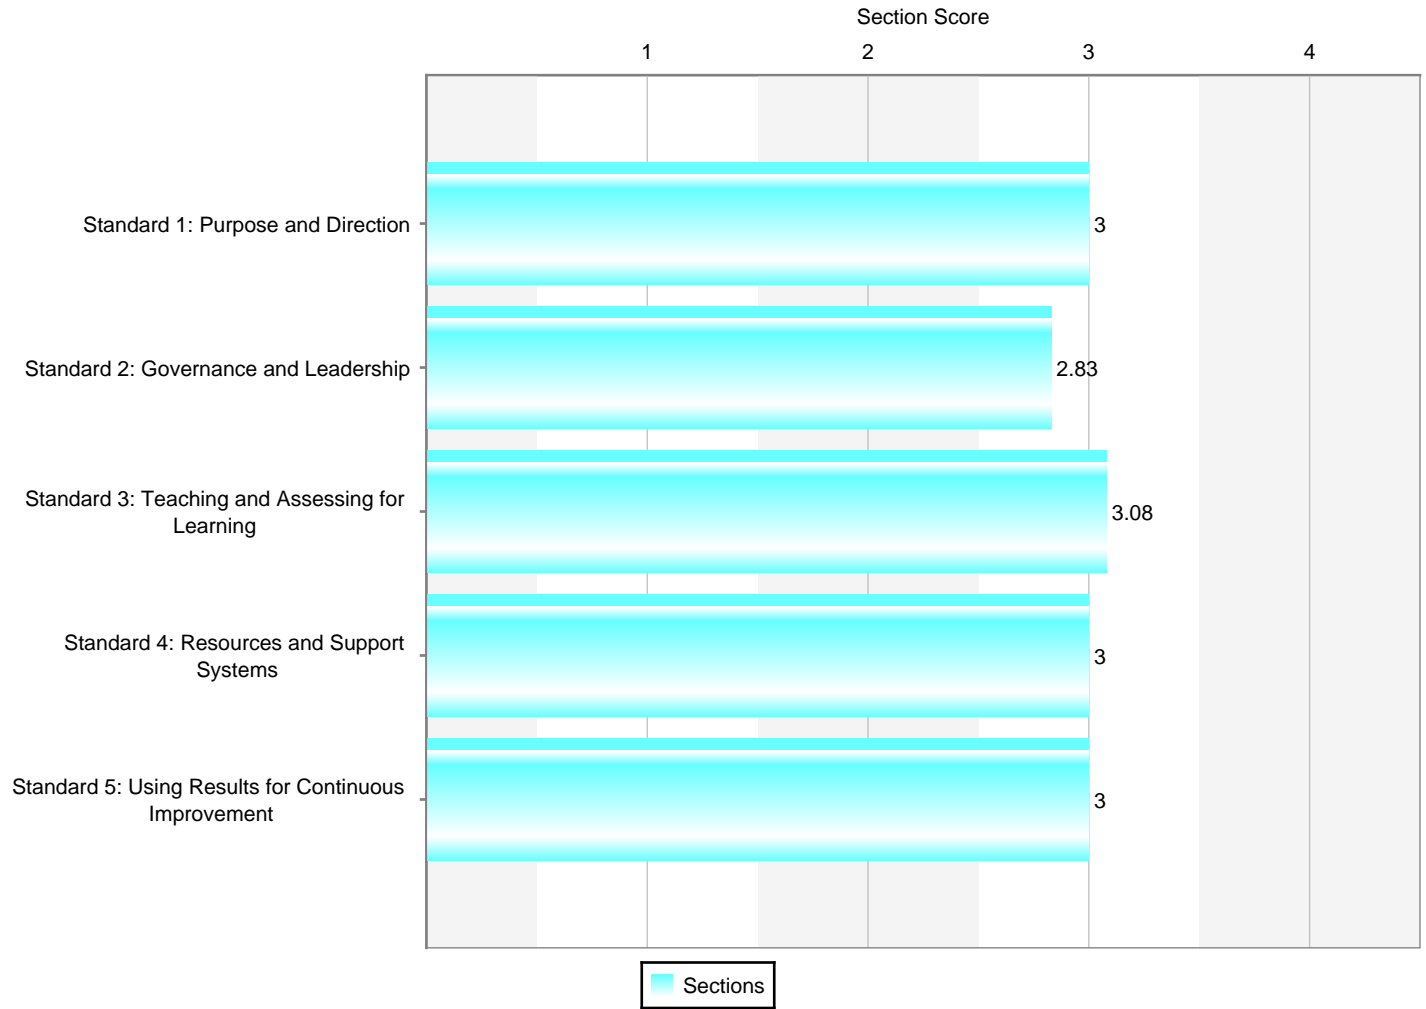 Section Score
1 2 3 4
Standard 1: Purpose and Direction
3
Standard 2: Governance and Leadership
2.83
Standard 3: Teaching and Assessing for
Learning
3.08
Standard 4: Resources and Support
Systems
3
Standard 5: Using Results for Continuous
Improvement
3
Sections